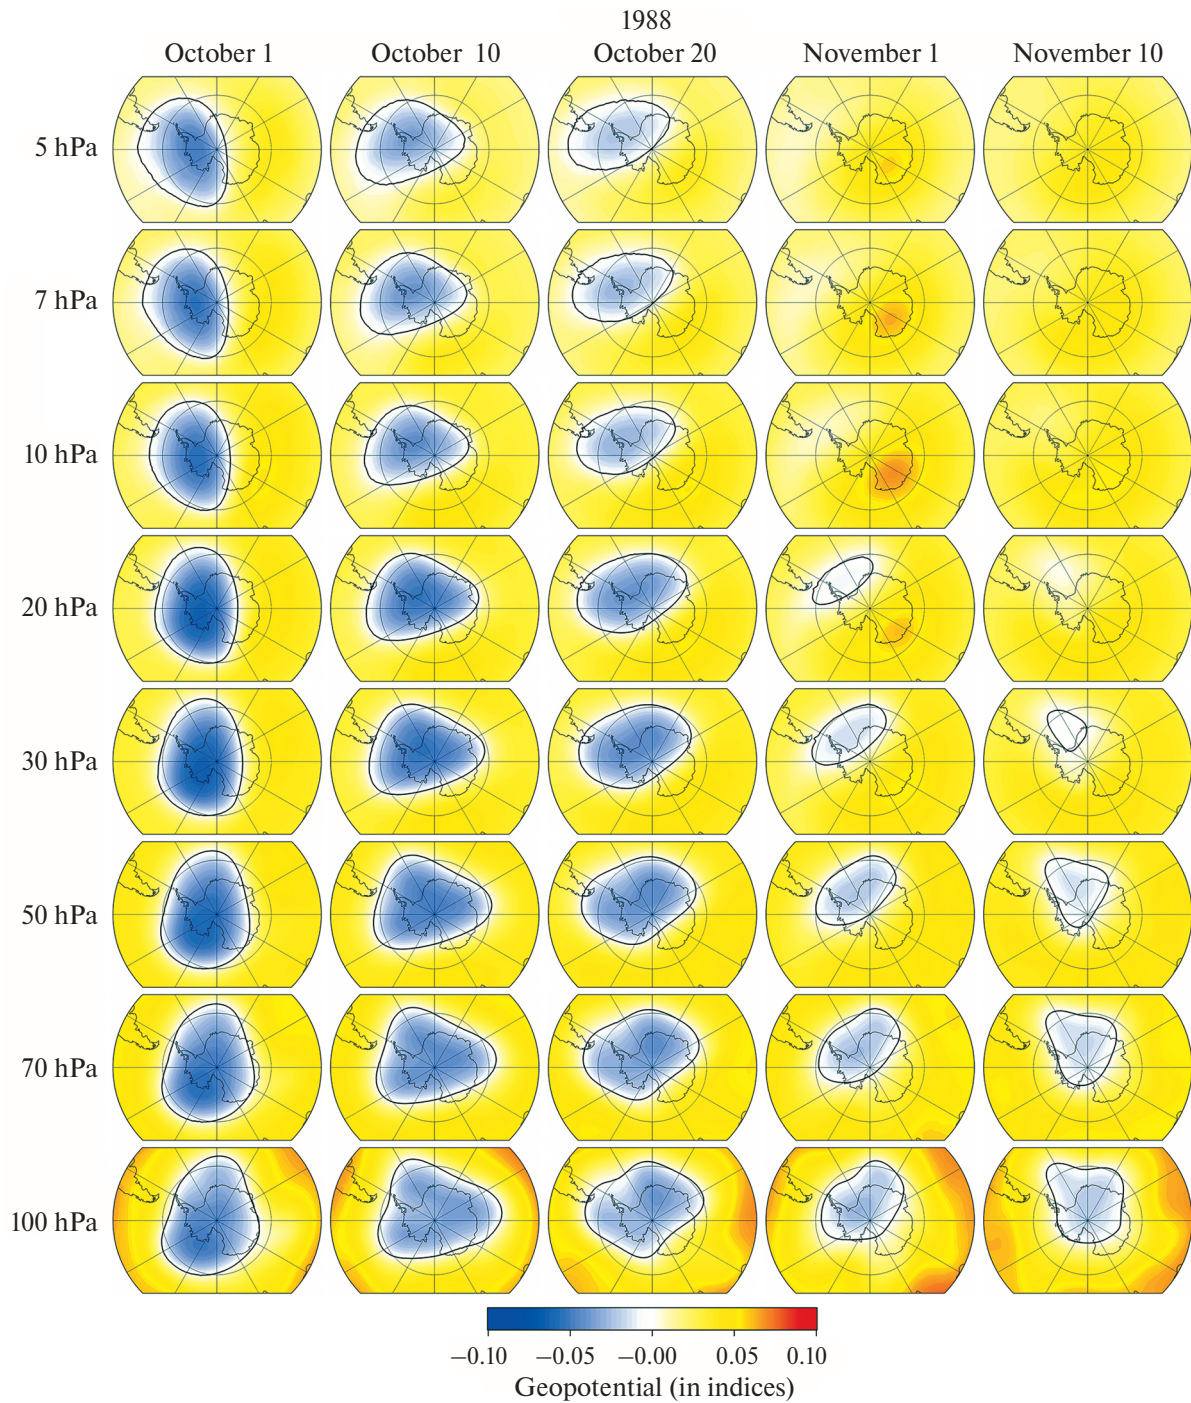 1988
October 1 October 10 October 20 November 1 November 10
5 hPa
7 hPa
10 hPa
20 hPa
30 hPa
50 hPa
70 hPa
100 hPa
−0.10 −0.05 −0.00 0.05 0.10
Geopotential (in indices)